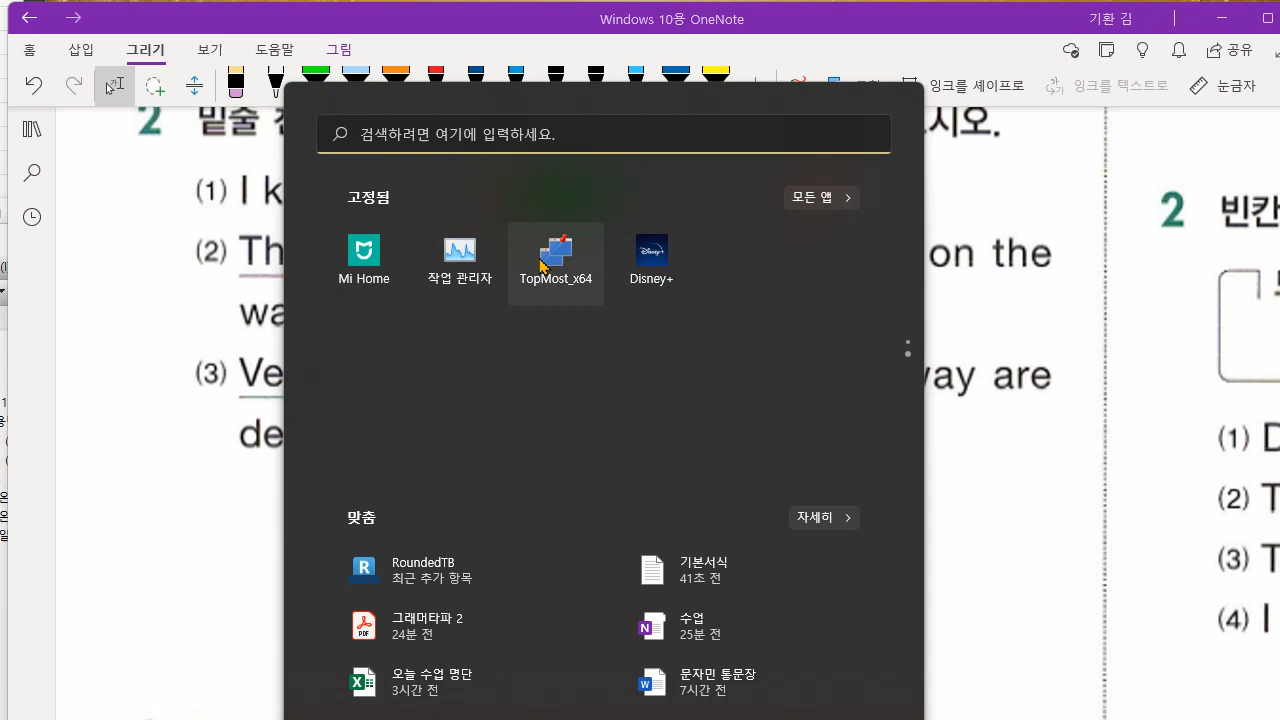 Windows 10용 OneNote
기환 김
홈 삽입 그리기 보기 도움말 그림
공유
잉크를 셰이프로 잉크를 텍스트로 눈금자
2 밑줄
시오.
(1) I k
(2) Th
on the
wa
(3) Ve
way are
de
2 빈칸
(1) D
(2) T
(3) T
(4) I
검색하려면 여기에 입력하세요.
고정됨
모든 앱
Mi Home
작업 관리자
TopMost_x64
Disney+
맞춤
자세히
RoundedTB
최근 추가 항목
기본서식
41초 전
그래머타파 2
24분 전
수업
25분 전
오늘 수업 명단
3시간 전
문자민 통문장
7시간 전